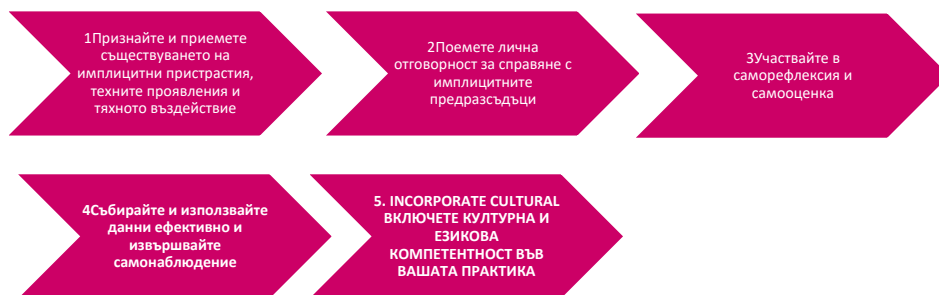 1Признайте и приемете
съществуването на
имплицитни пристрастия,
техните проявления и
тяхното въздействие
2Поемете лична
отговорност за справяне с
имплицитните
предразсъдъци
3Участвайте в
саморефлексия и
самооценка
4Събирайте и използвайте
данни ефективно и
извършвайте
самонаблюдение
5. INCORPORATE CULTURAL
ВКЛЮЧЕТЕ КУЛТУРНА И
ЕЗИКОВА
КОМПЕТЕНТНОСТ ВЪВ
ВАШАТА ПРАКТИКА